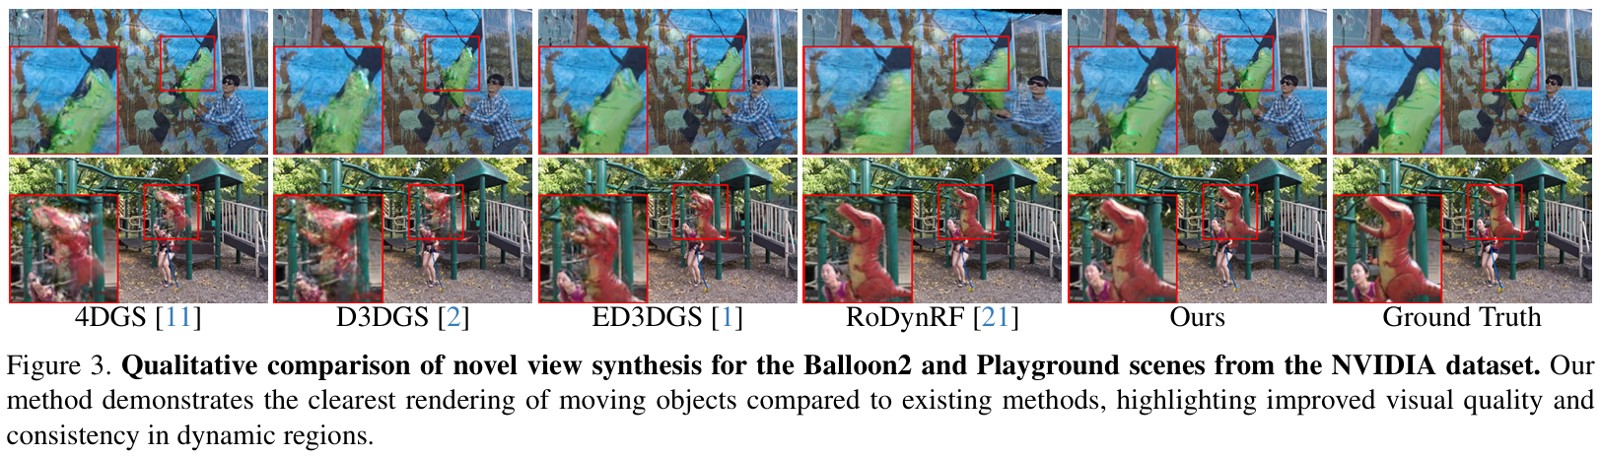 4DGS [11] D3DGS [2] ED3DGS [1] RoDynRF [21] Ours Ground Truth
Figure 3. Qualitative comparison of novel view synthesis for the Balloon2 and Playground scenes from the NVIDIA dataset. Our
method demonstrates the clearest rendering of moving objects compared to existing methods, highlighting improved visual quality and
consistency in dynamic regions.